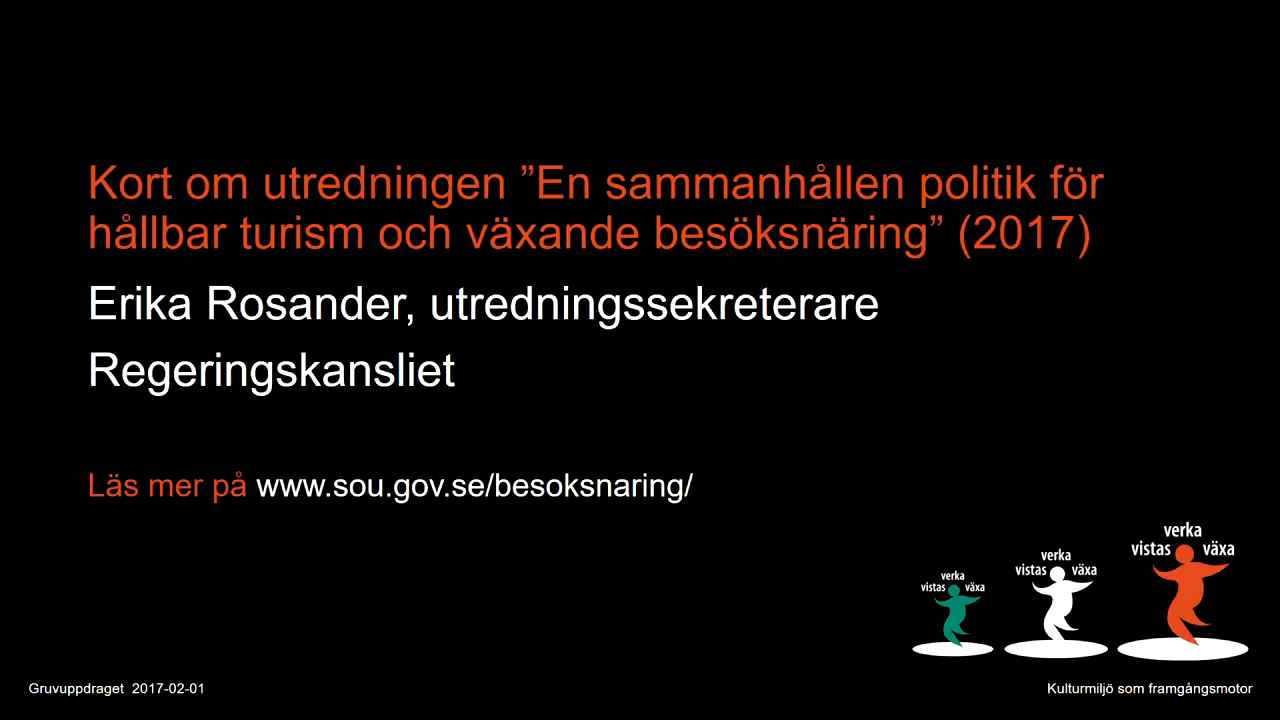 Kort om utredningen ”En sammanhållen politik för
hållbar turism och växande besöksnäring” (2017)
Erika Rosander, utredningssekreterare
Regeringskansliet
Läs mer på www.sou.gov.se/besoksnaring/
verka
vistas växa
verka
vistas växa
verka
vistas växa
Gruvuppdraget 2017-02-01
Kulturmiljö som framgångsmotor